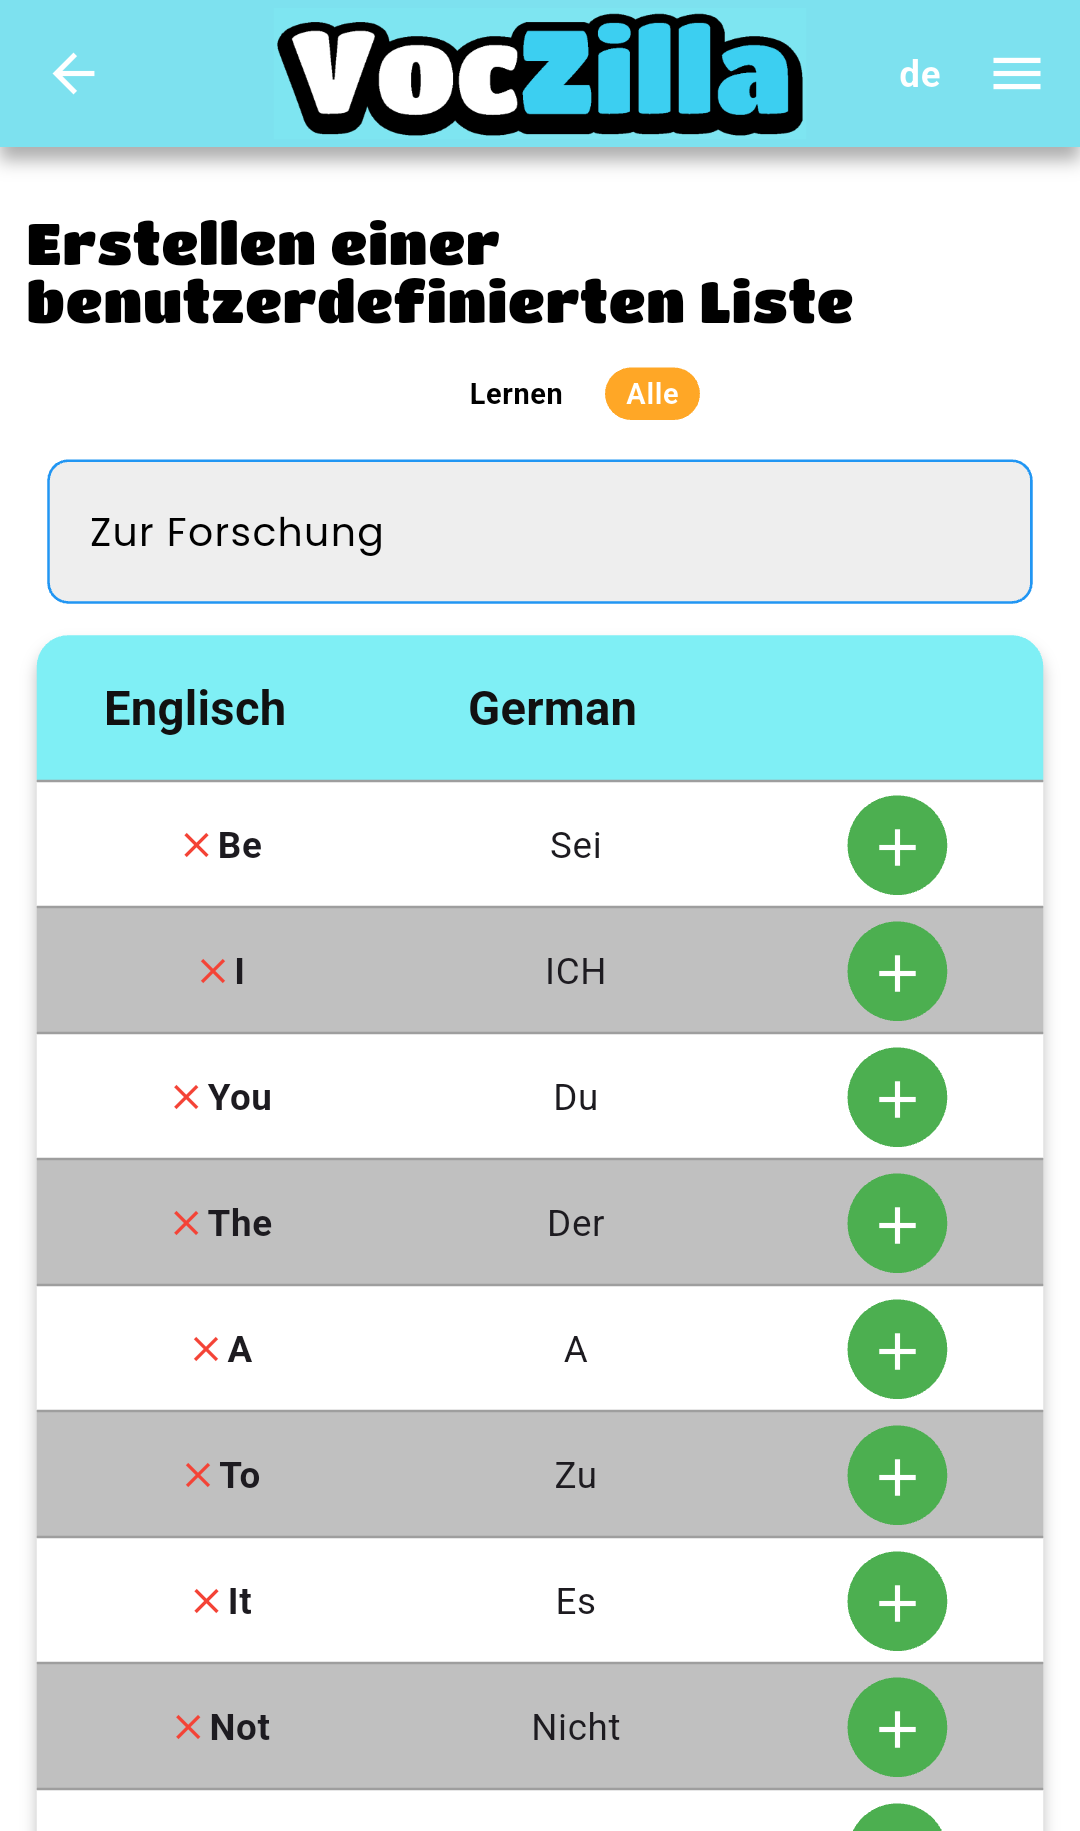 VocZilla
de
Erstellen einer
benutzerdefinierten Liste
Lernen Alle
Zur Forschung
Englisch German
Be Sei
I ICH
You Du
The Der
A A
To Zu
It Es
Not Nicht